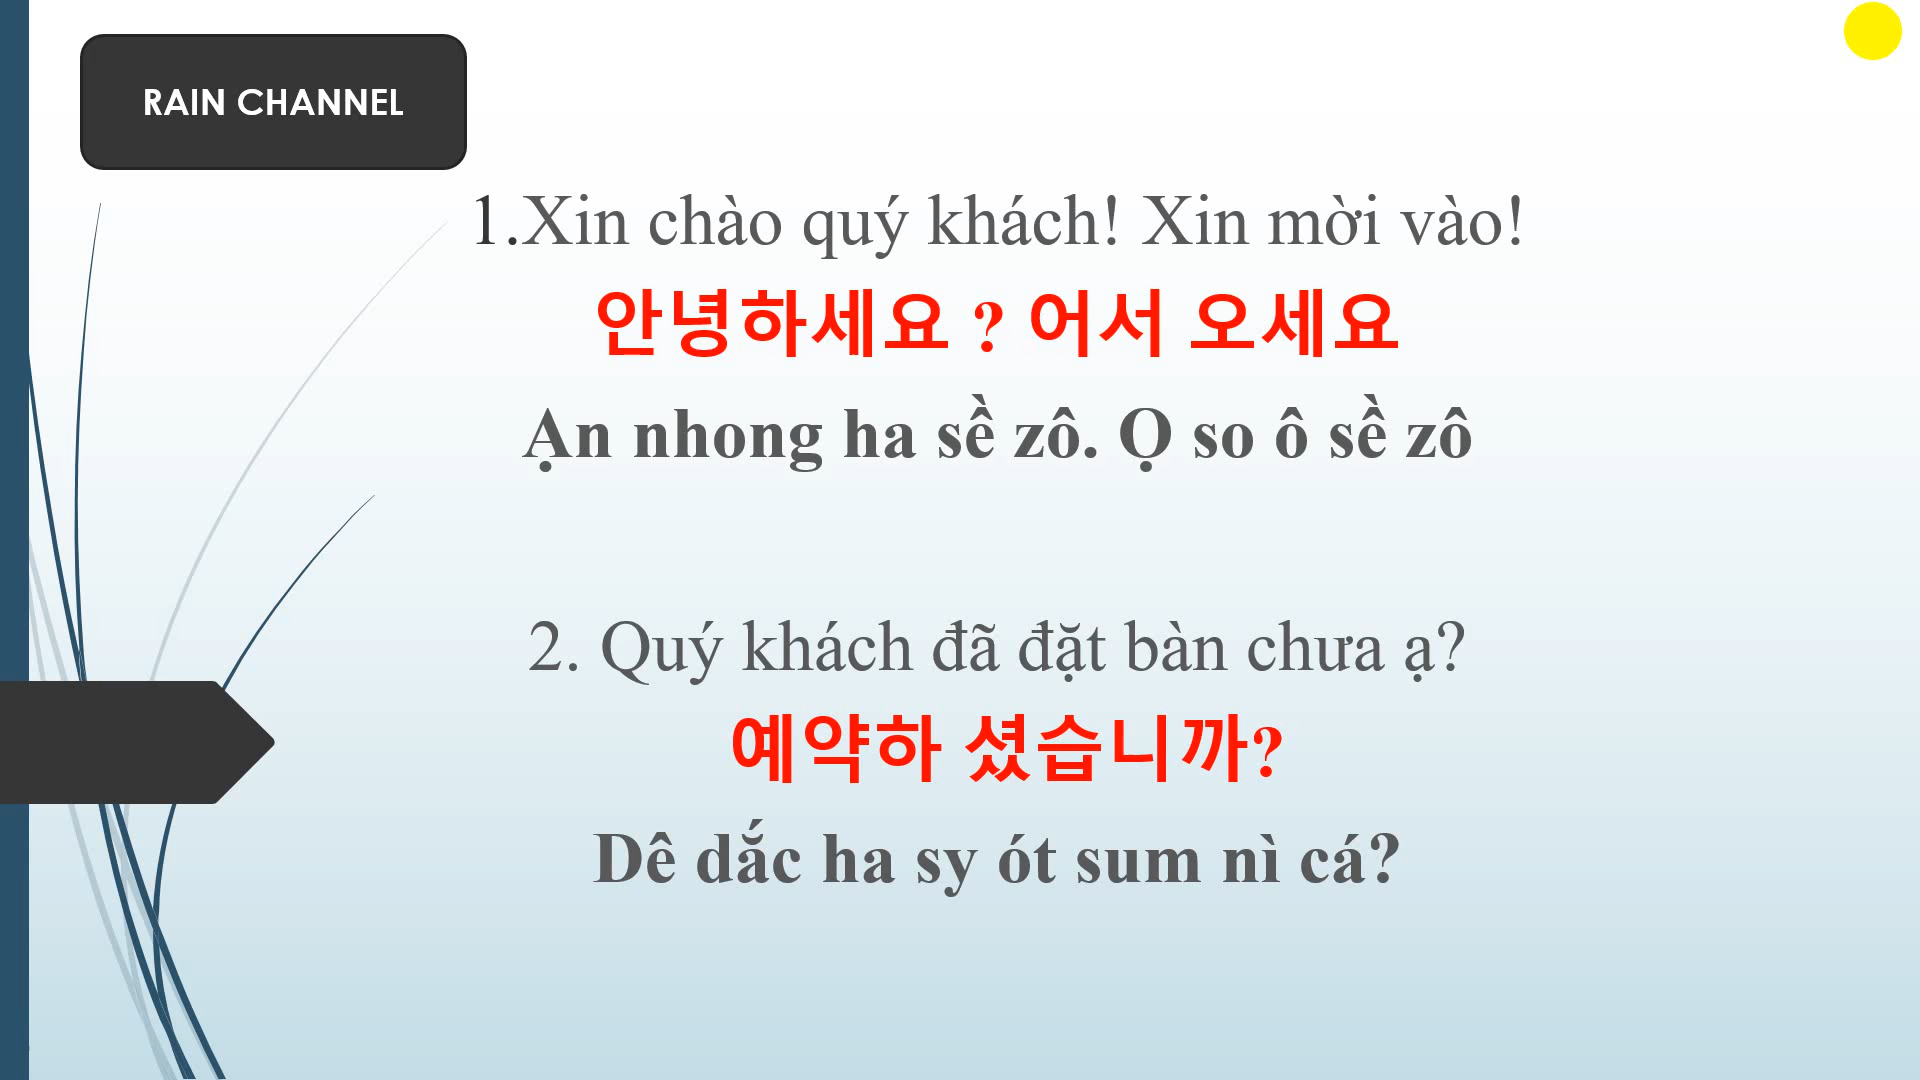 RAIN CHANNEL
1.Xin chào quý khách! Xin mời vào!
안녕하세요 ? 어서 오세요
Ạn nhong ha sề zô. Ọ so ô sề zô
2. Quý khách đã đặt bàn chưa ạ?
예약하 셨습니까?
Dê dắc ha sy ót sum nì cá?